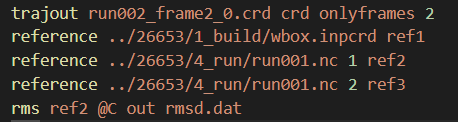 trajout run002_frame2_0.crd crd onlyframes 2
reference ../26653/1_build/wbox.inpcrd ref1
reference ../26653/4_run/run001.nc 1 ref2
reference ../26653/4_run/run001.nc 2 ref3
rms ref2 @C out rmsd.dat